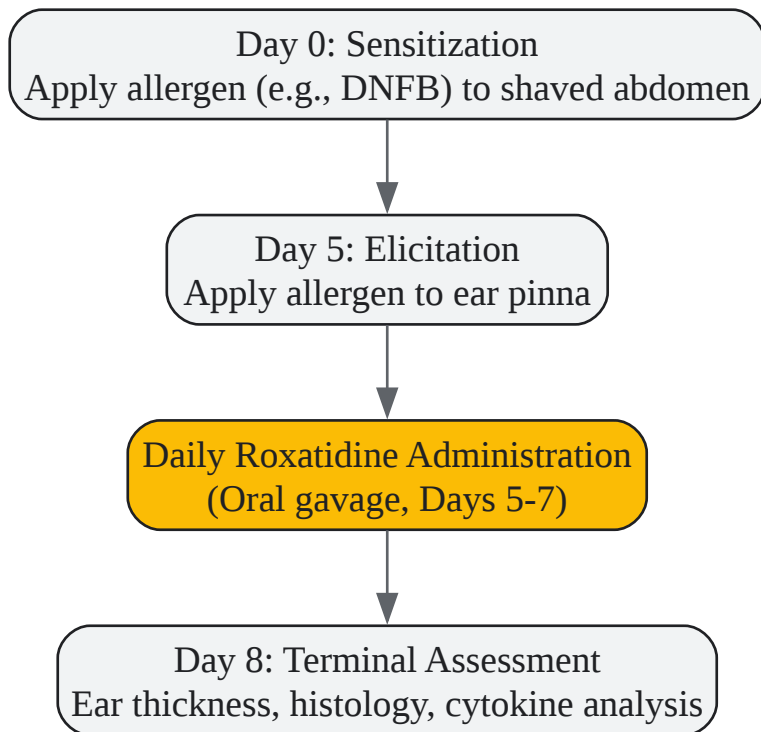 Day 0: Sensitization
Apply allergen (e.g., DNFB) to shaved abdomen
Day 5: Elicitation
Apply allergen to ear pinna
Daily Roxatidine Administration
(Oral gavage, Days 5-7)
Day 8: Terminal Assessment
Ear thickness, histology, cytokine analysis